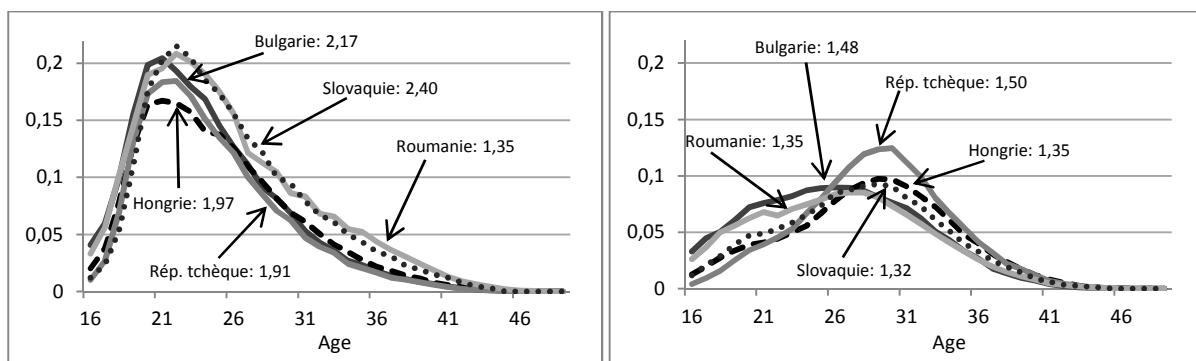 0,2
0,15
0,1
0,05
0
Bulgarie: 2,17
Slovaquie: 2,40
Roumanie: 1,35
Hongrie: 1,97
Rép. tchèque: 1,91
16 21 26 31 36 41 46
Age
0,2
0,15
0,1
0,05
0
Bulgarie: 1,48
Rép. tchèque: 1,50
Roumanie: 1,35
Hongrie: 1,35
Slovaquie: 1,32
16 21 26 31 36 41 46
Age